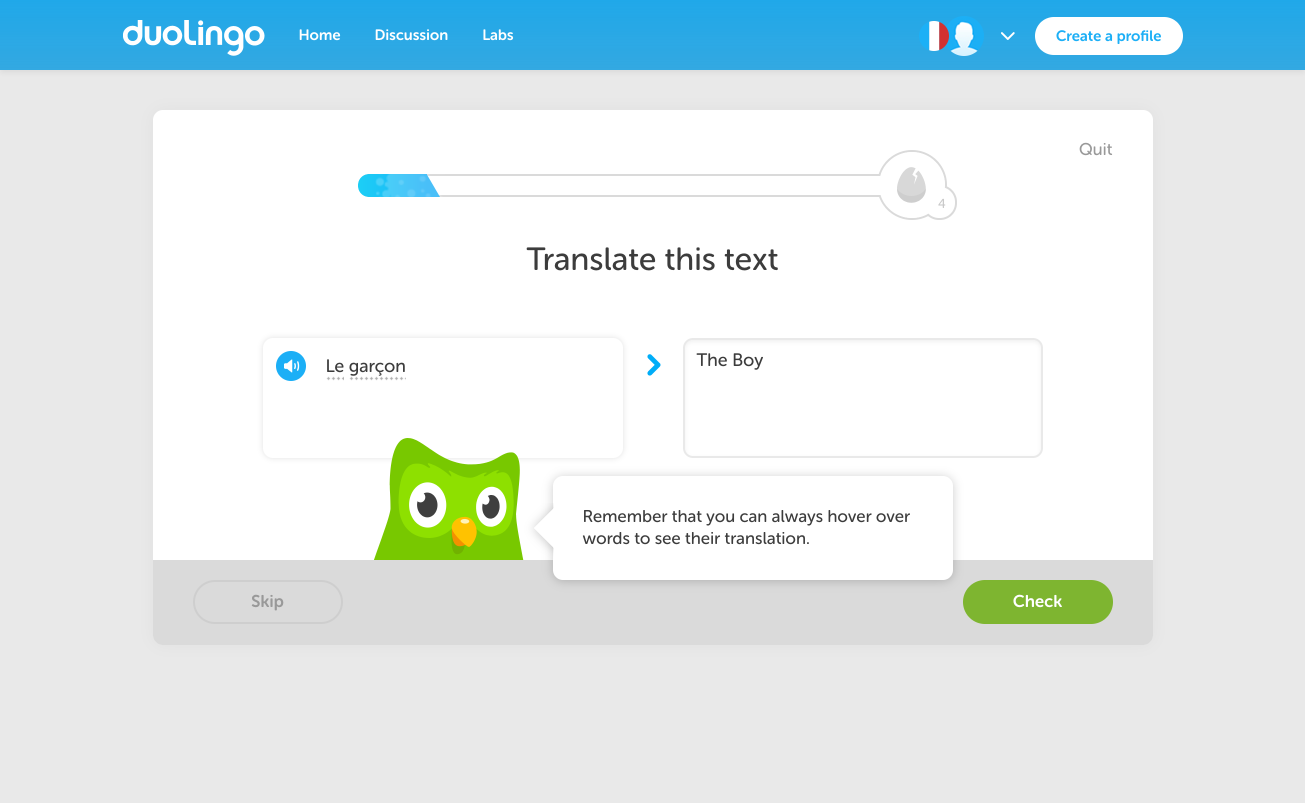 duolingo
Home Discussion Labs
Create a profile
Quit
4
Translate this text
Le garçon
The Boy
Remember that you can always hover over
words to see their translation.
Skip
Check